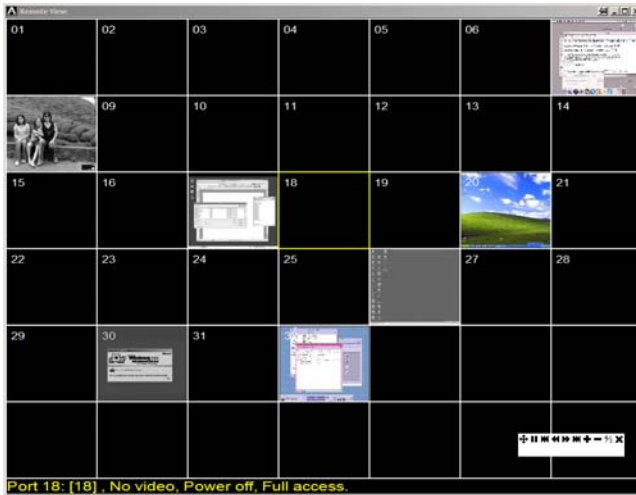 Remote View
01 02 03 04 05 06
09 10 11 12 13 14
15 16 18 19 20 21
22 23 24 25 27 28
29 30 31
Port 18: [18] , No video, Power off, Full access.